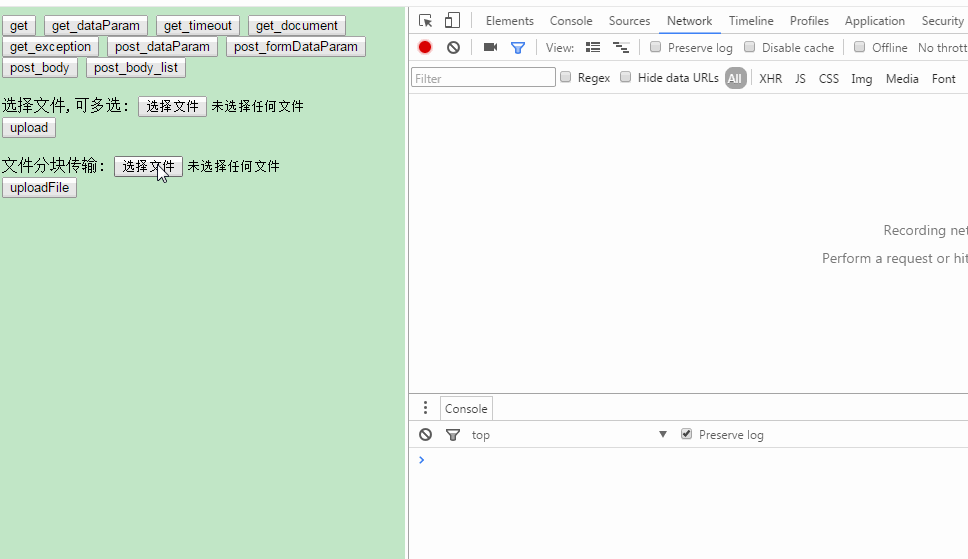 get get_dataParam get_timeout get_document
get_exception post_dataParam post_formDataParam
post_body post_body_list
选择文件,可多选: 选择文件 未选择任何文件
upload
文件分块传输: 选择文件 未选择任何文件
uploadFile
Elements Console Sources Network Timeline Profiles Application Security
View: Preserve log Disable cache Offline No thrott
Filter Regex Hide data URLs All XHR JS CSS Img Media Font
Recording net
Perform a request or hit
Console
top Preserve log